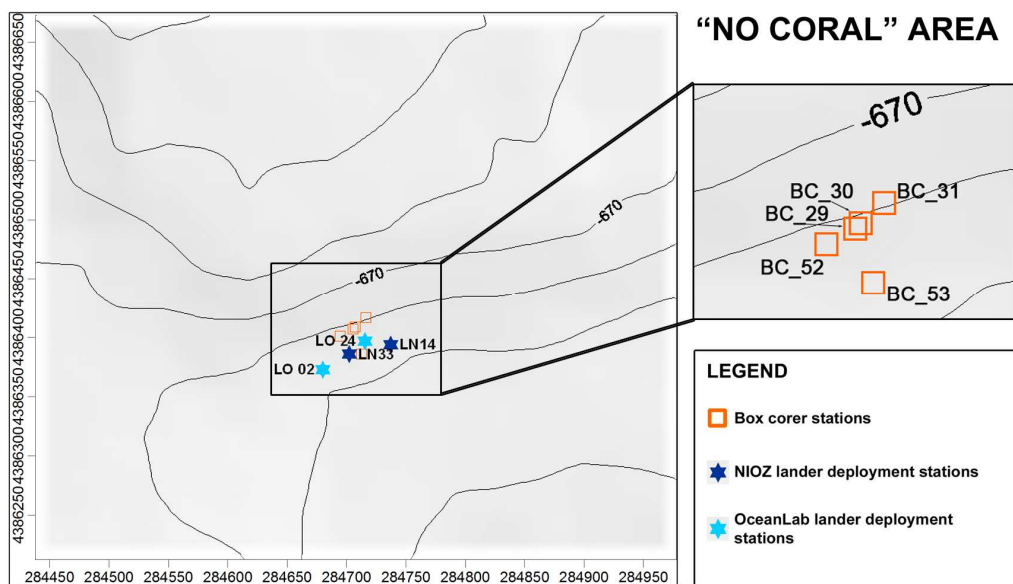 "NO CORAL" AREA
4386650
4386600
4386550
4386500
4386450
4386400
4386350
4386300
4386250
-670
-670
LO 24
LN14
LN33
LO 02
284450 284500 284550 284600 284650 284700 284750 284800 284850 284900 284950
-670
BC_30
BC_31
BC_29
BC_52
BC_53
LEGEND
Box corer stations
NIOZ lander deployment stations
OceanLab lander deployment
stations